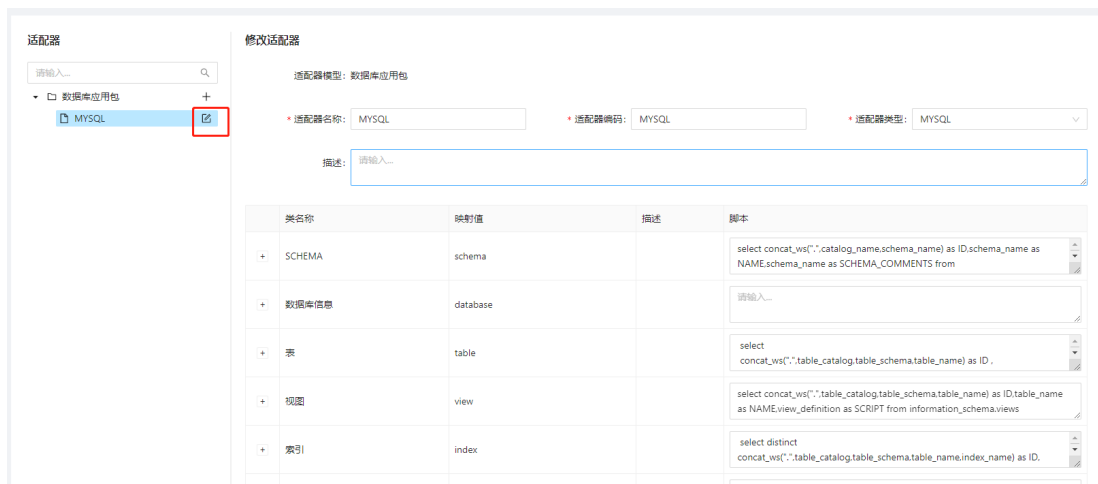 适配器
修改适配器
请输入...
适配器模型: 数据库应用包
数据库应用包
MYSQL
* 适配器名称: MYSQL
* 适配器编码: MYSQL
* 适配器类型: MYSQL
描述: 请输入...
类名称 映射值 描述 脚本
+ SCHEMA schema
select concat_ws(".",catalog_name,schema_name) as ID,schema_name as
NAME,schema_name as SCHEMA_COMMENTS from
+ 数据库信息 database 请输入...
+ 表 table
select
concat_ws(".",table_catalog,table_schema,table_name) as ID ,
+ 视图 view
select concat_ws(".",table_catalog,table_schema,table_name) as ID,table_name
as NAME,view_definition as SCRIPT from information_schema.views
+ 索引 index
select distinct
concat_ws(".",table_catalog,table_schema,table_name,index_name) as ID,